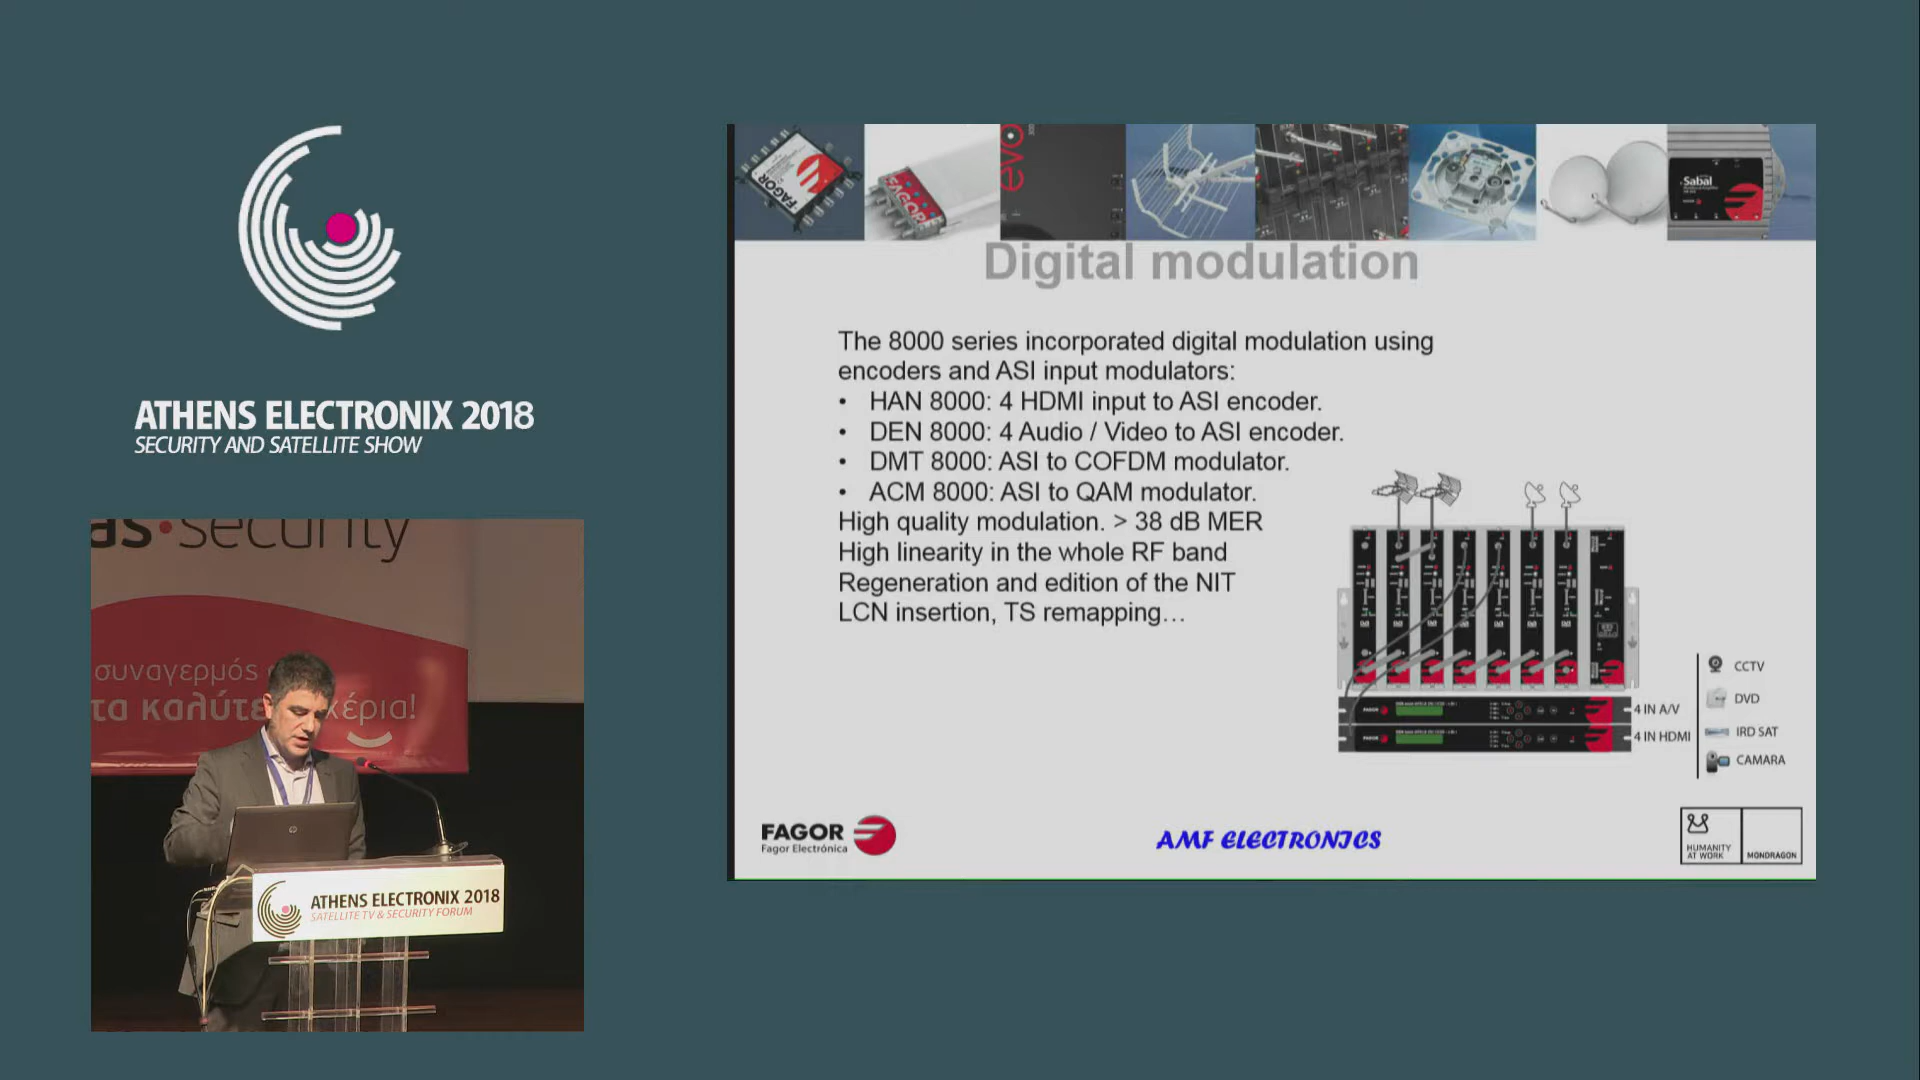 ATHENS ELECTRONIX 2018
SECURITY AND SATELLITE SHOW
as·security
συναγερμός
τα καλύτε χέρια!
hp
ATHENS ELECTRONIX 2018
SATELLITE TV & SECURITY FORUM
FAGOR
FAGOR
evo
Sabal
Digital modulation
The 8000 series incorporated digital modulation using
encoders and ASI input modulators:
• HAN 8000: 4 HDMI input to ASI encoder.
• DEN 8000: 4 Audio / Video to ASI encoder.
• DMT 8000: ASI to COFDM modulator.
• ACM 8000: ASI to QAM modulator.
High quality modulation. > 38 dB MER
High linearity in the whole RF band
Regeneration and edition of the NIT
LCN insertion, TS remapping…
CCTV
DVD
IRD SAT
CAMARA
FAGOR
4 IN A/V
FAGOR
4 IN HDMI
FAGOR
Fagor Electrónica
AMF ELECTRONICS
HUMANITY
AT WORK
MONDRAGON